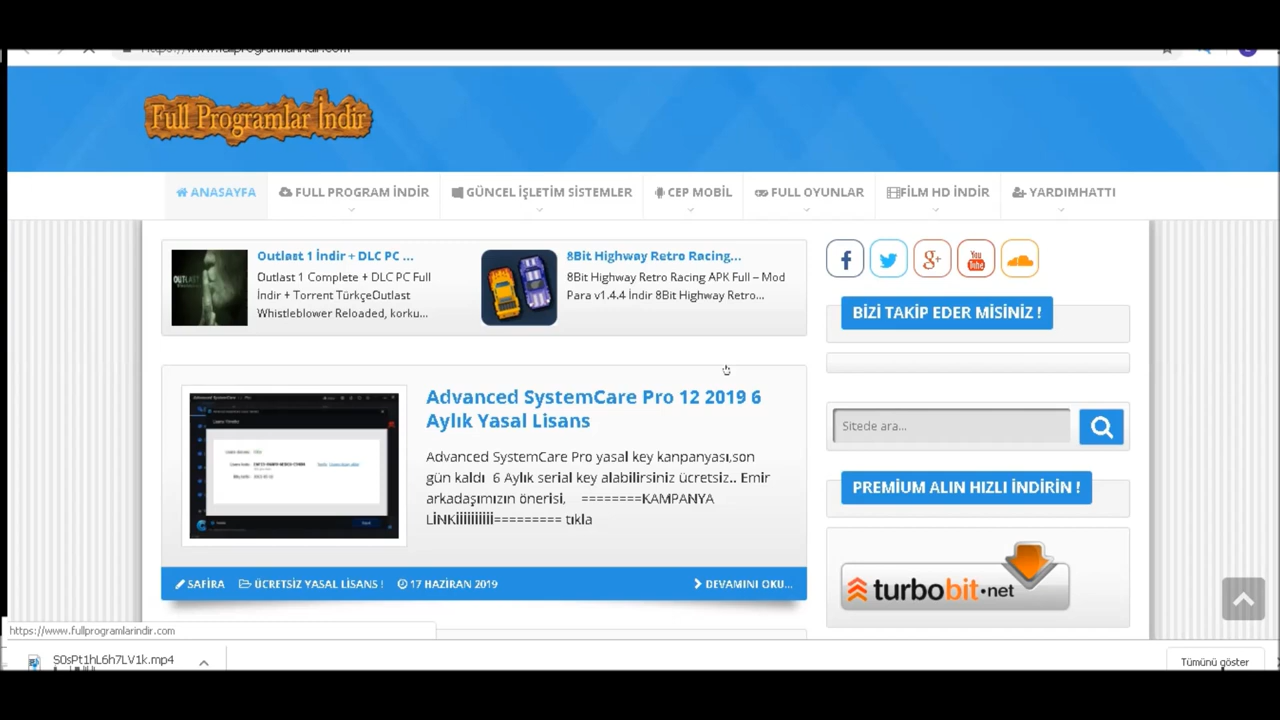 Full Programlar İndir
ANASAYFA
FULL PROGRAM İNDİR
GÜNCEL İŞLETİM SİSTEMLER
CEP MOBİL
FULL OYUNLAR
FİLM HD İNDİR
YARDIMHATTI
Outlast 1 İndir + DLC PC ...
Outlast 1 Complete + DLC PC Full
İndir + Torrent TürkçeOutlast
Whistleblower Reloaded, korku...
8Bit Highway Retro Racing...
8Bit Highway Retro Racing APK Full – Mod
Para v1.4.4 İndir 8Bit Highway Retro...
BİZİ TAKİP EDER MİSİNİZ !
Advanced SystemCare Pro 12 2019 6
Aylık Yasal Lisans
Advanced SystemCare Pro yasal key kanpanyası,son
gün kaldı 6 Aylık serial key alabilirsiniz ücretsiz.. Emir
arkadaşımızın önerisi, ========KAMPANYA
LİNKİİİİİİİİİİ========= tıkla
SAFİRA
ÜCRETSİZ YASAL LİSANS !
17 HAZİRAN 2019
DEVAMINI OKU...
Sitede ara...
PREMİUM ALIN HIZLI İNDİRİN !
turbobit.net
https://www.fullprogramlarindir.com
S0sPt1hL6h7LV1k.mp4
Tümünü göster